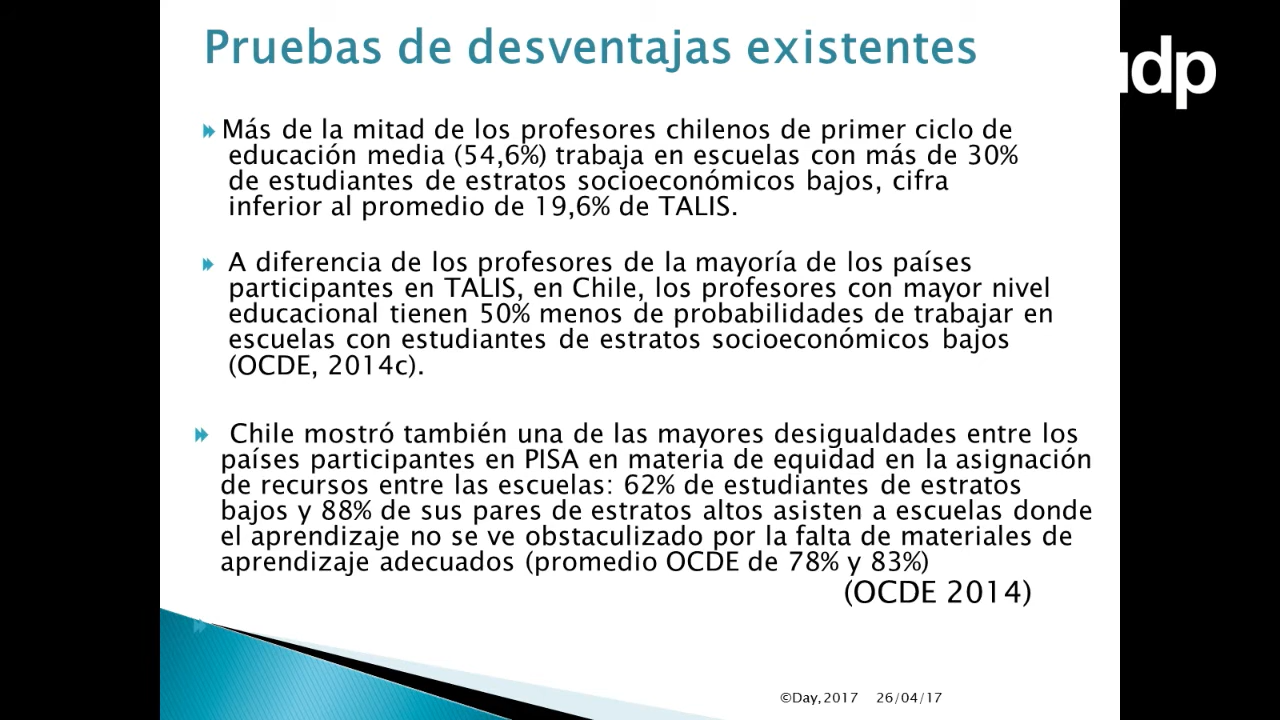 Pruebas de desventajas existentes
udp
Más de la mitad de los profesores chilenos de primer ciclo de
educación media (54,6%) trabaja en escuelas con más de 30%
de estudiantes de estratos socioeconómicos bajos, cifra
inferior al promedio de 19,6% de TALIS.
A diferencia de los profesores de la mayoría de los países
participantes en TALIS, en Chile, los profesores con mayor nivel
educacional tienen 50% menos de probabilidades de trabajar en
escuelas con estudiantes de estratos socioeconómicos bajos
(OCDE, 2014c).
Chile mostró también una de las mayores desigualdades entre los
países participantes en PISA en materia de equidad en la asignación
de recursos entre las escuelas: 62% de estudiantes de estratos
bajos y 88% de sus pares de estratos altos asisten a escuelas donde
el aprendizaje no se ve obstaculizado por la falta de materiales de
aprendizaje adecuados (promedio OCDE de 78% y 83%)
(OCDE 2014)
©Day,2017 26/04/17